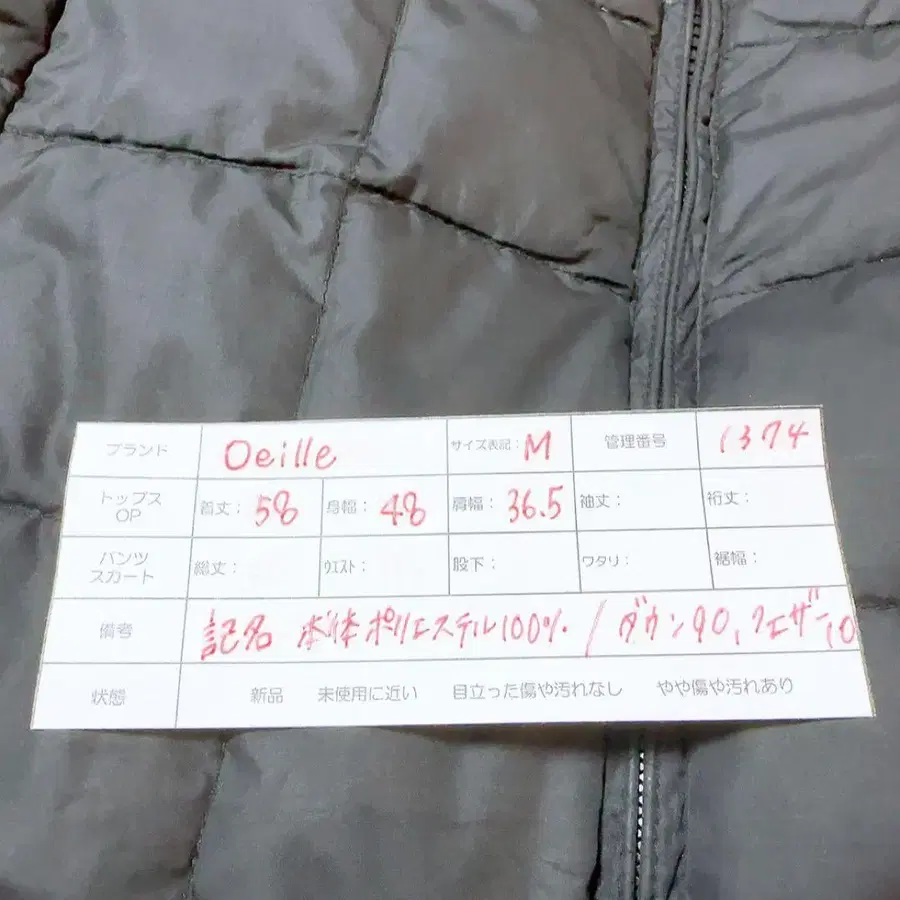 ブランド Oeille サイズ表記: M 管理番号 1374
トップス OP 着丈: 58 身幅: 48 肩幅: 36.5 袖丈: 裄丈:
パンツ スカート 総丈: ウエスト: 股下: ワタリ: 裾幅:
備考 記名 本体ポリエステル100%. / ダウン90, フェザー10
状態 新品 未使用に近い 目立った傷や汚れなし やや傷や汚れあり